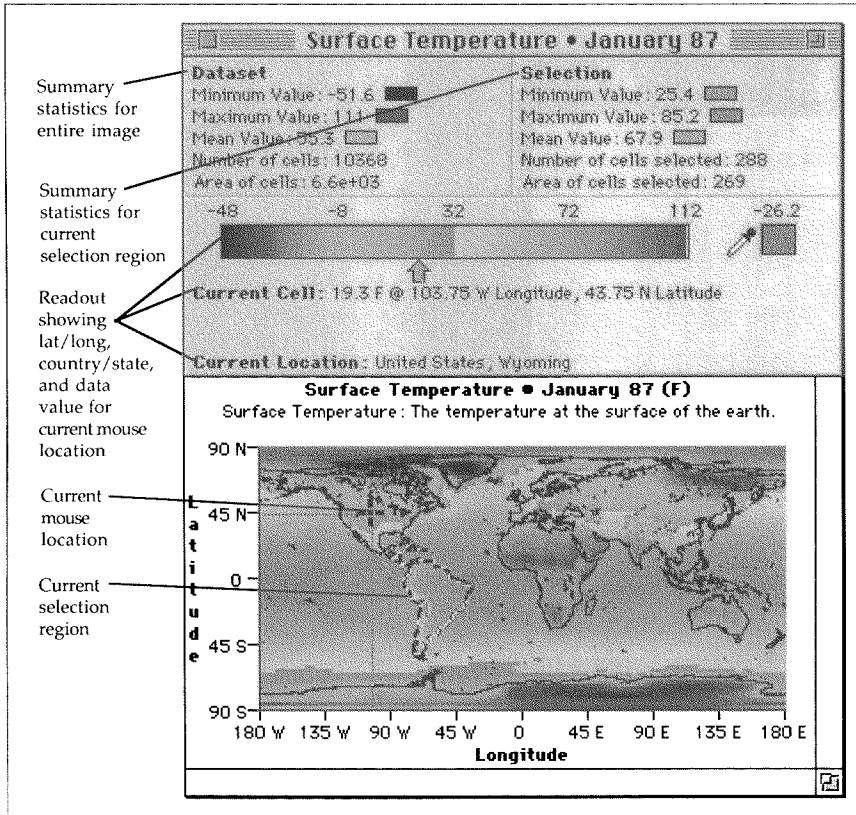 Surface Temperature • January 87
Summary
statistics for
entire image
Summary
statistics for
current
selection region
Readout
showing
lat/long,
country/state,
and data
value for
current mouse
location
Current
mouse
location
Current
selection
region
Dataset
Minimum Value: -51.6
Maximum Value: 111
Mean Value: 55.3
Number of cells: 10368
Area of cells: 6.6e+03
Selection
Minimum Value: 25.4
Maximum Value: 85.2
Mean Value: 67.9
Number of cells selected: 288
Area of cells selected: 269
-48 -8 32 72 112 -26.2
Current Cell: 19.3 F @ 103.75 W Longitude, 43.75 N Latitude
Current Location: United States, Wyoming
Surface Temperature • January 87 (F)
Surface Temperature: The temperature at the surface of the earth.
Latitude
90 N
45 N
0
45 S
90 S
180 W 135 W 90 W 45 W 0 45 E 90 E 135 E 180 E
Longitude